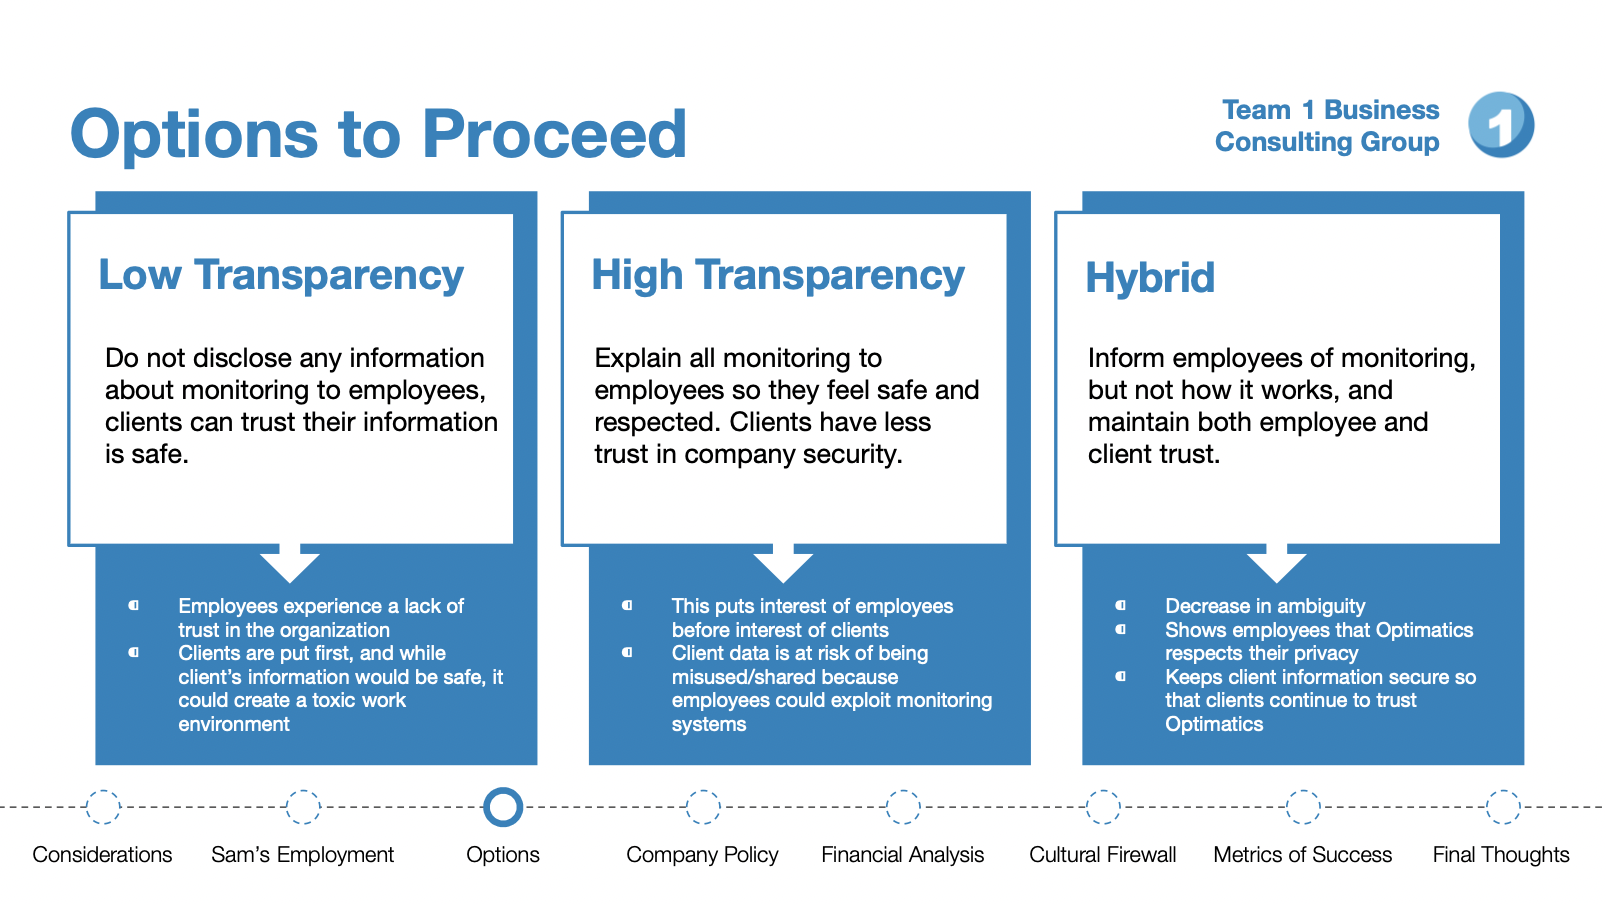 Options to Proceed
Team 1 Business
Consulting Group
1
Low Transparency
Do not disclose any information
about monitoring to employees,
clients can trust their information
is safe.
Employees experience a lack of
trust in the organization
Clients are put first, and while
client's information would be safe, it
could create a toxic work
environment
High Transparency
Explain all monitoring to
employees so they feel safe and
respected. Clients have less
trust in company security.
This puts interest of employees
before interest of clients
Client data is at risk of being
misused/shared because
employees could exploit monitoring
systems
Hybrid
Inform employees of monitoring,
but not how it works, and
maintain both employee and
client trust.
Decrease in ambiguity
Shows employees that Optimatics
respects their privacy
Keeps client information secure so
that clients continue to trust
Optimatics
Considerations
Sam's Employment
Options
Company Policy
Financial Analysis
Cultural Firewall
Metrics of Success
Final Thoughts